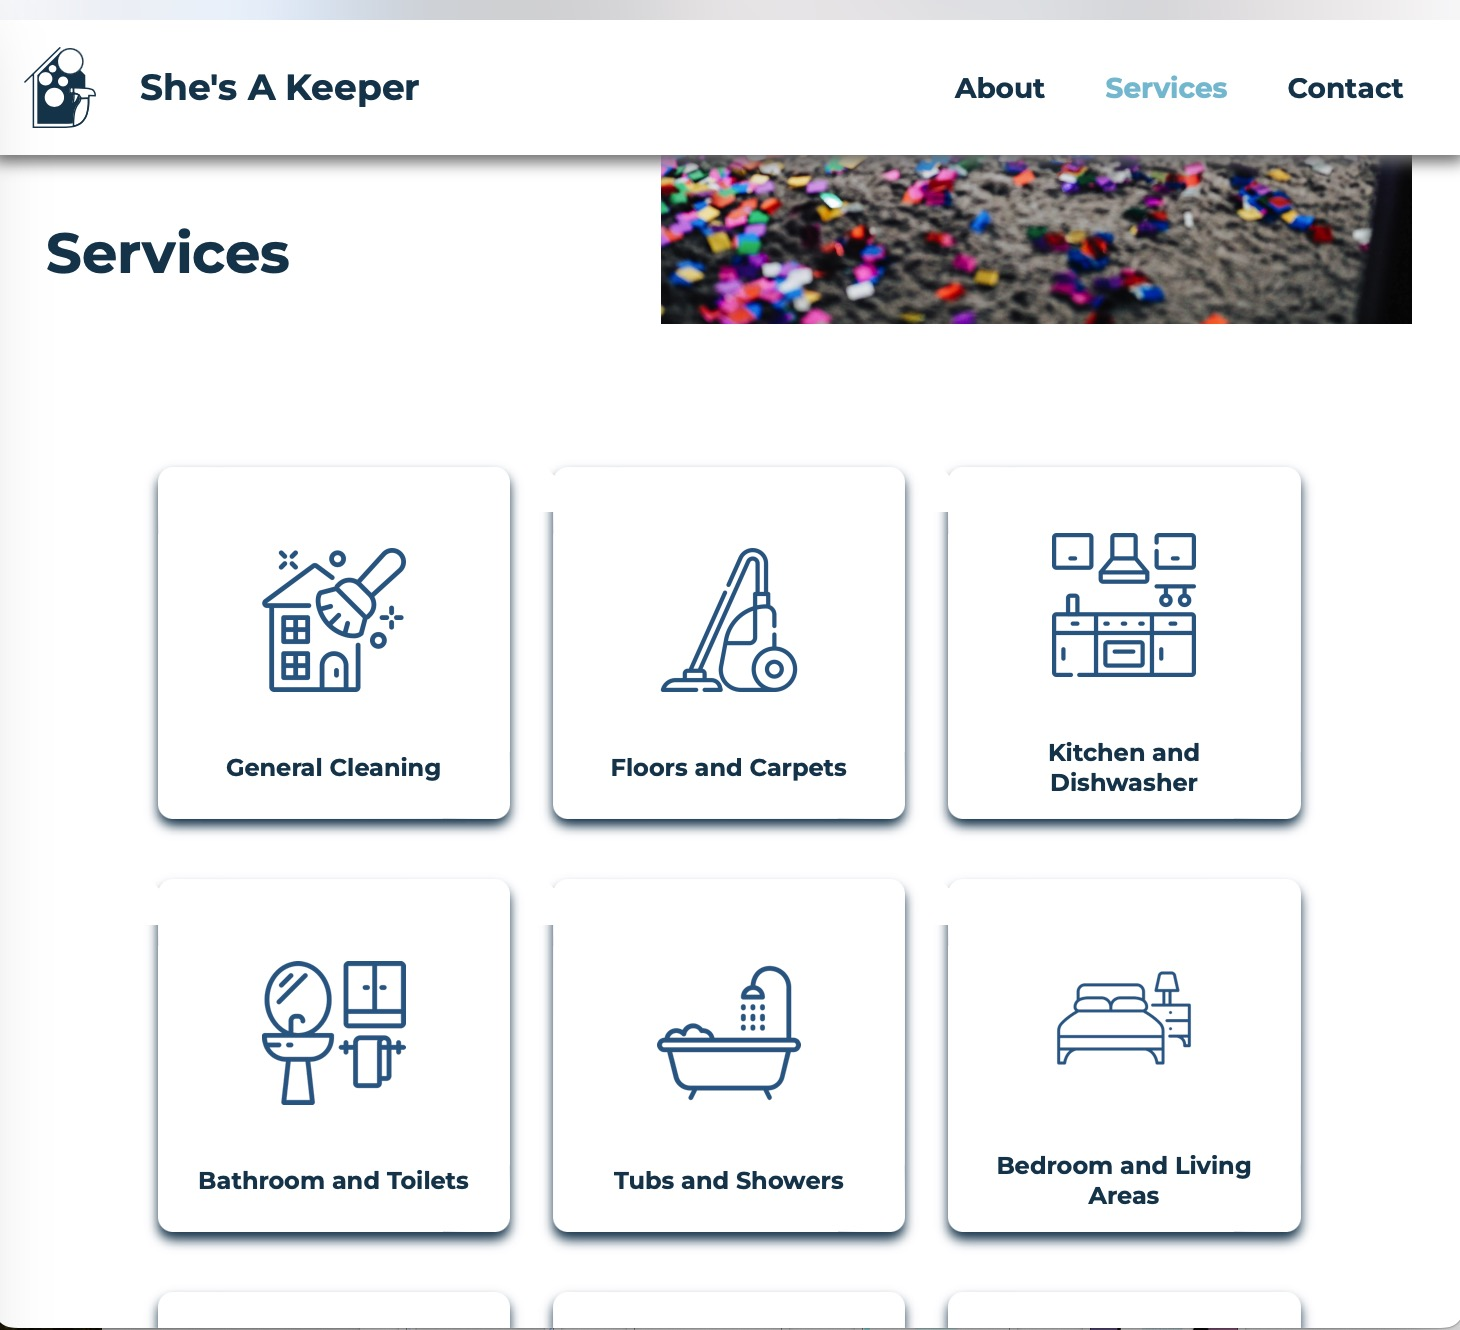 She's A Keeper
About Services Contact
Services
General Cleaning
Floors and Carpets
Kitchen and
Dishwasher
Bathroom and Toilets
Tubs and Showers
Bedroom and Living
Areas